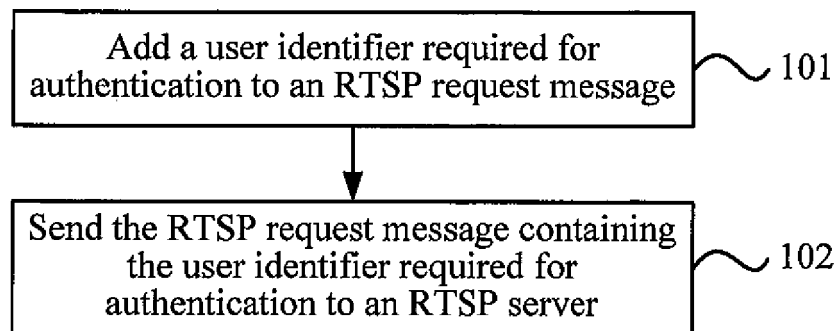 Add a user identifier required for
authentication to an RTSP request message
101
Send the RTSP request message containing
the user identifier required for
authentication to an RTSP server
102